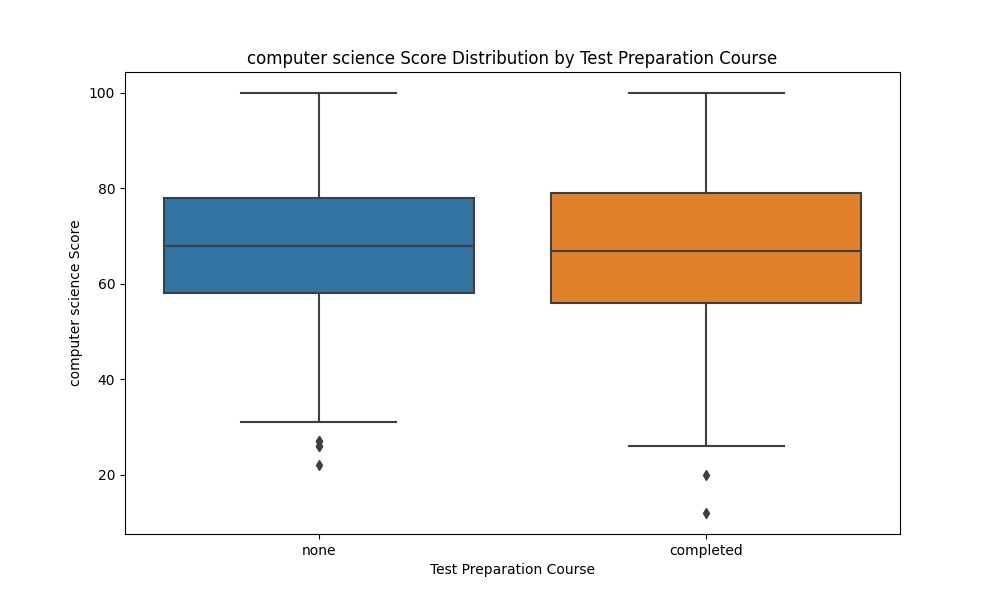 computer science Score Distribution by Test Preparation Course
computer science Score
100
80
60
40
20
none
completed
Test Preparation Course